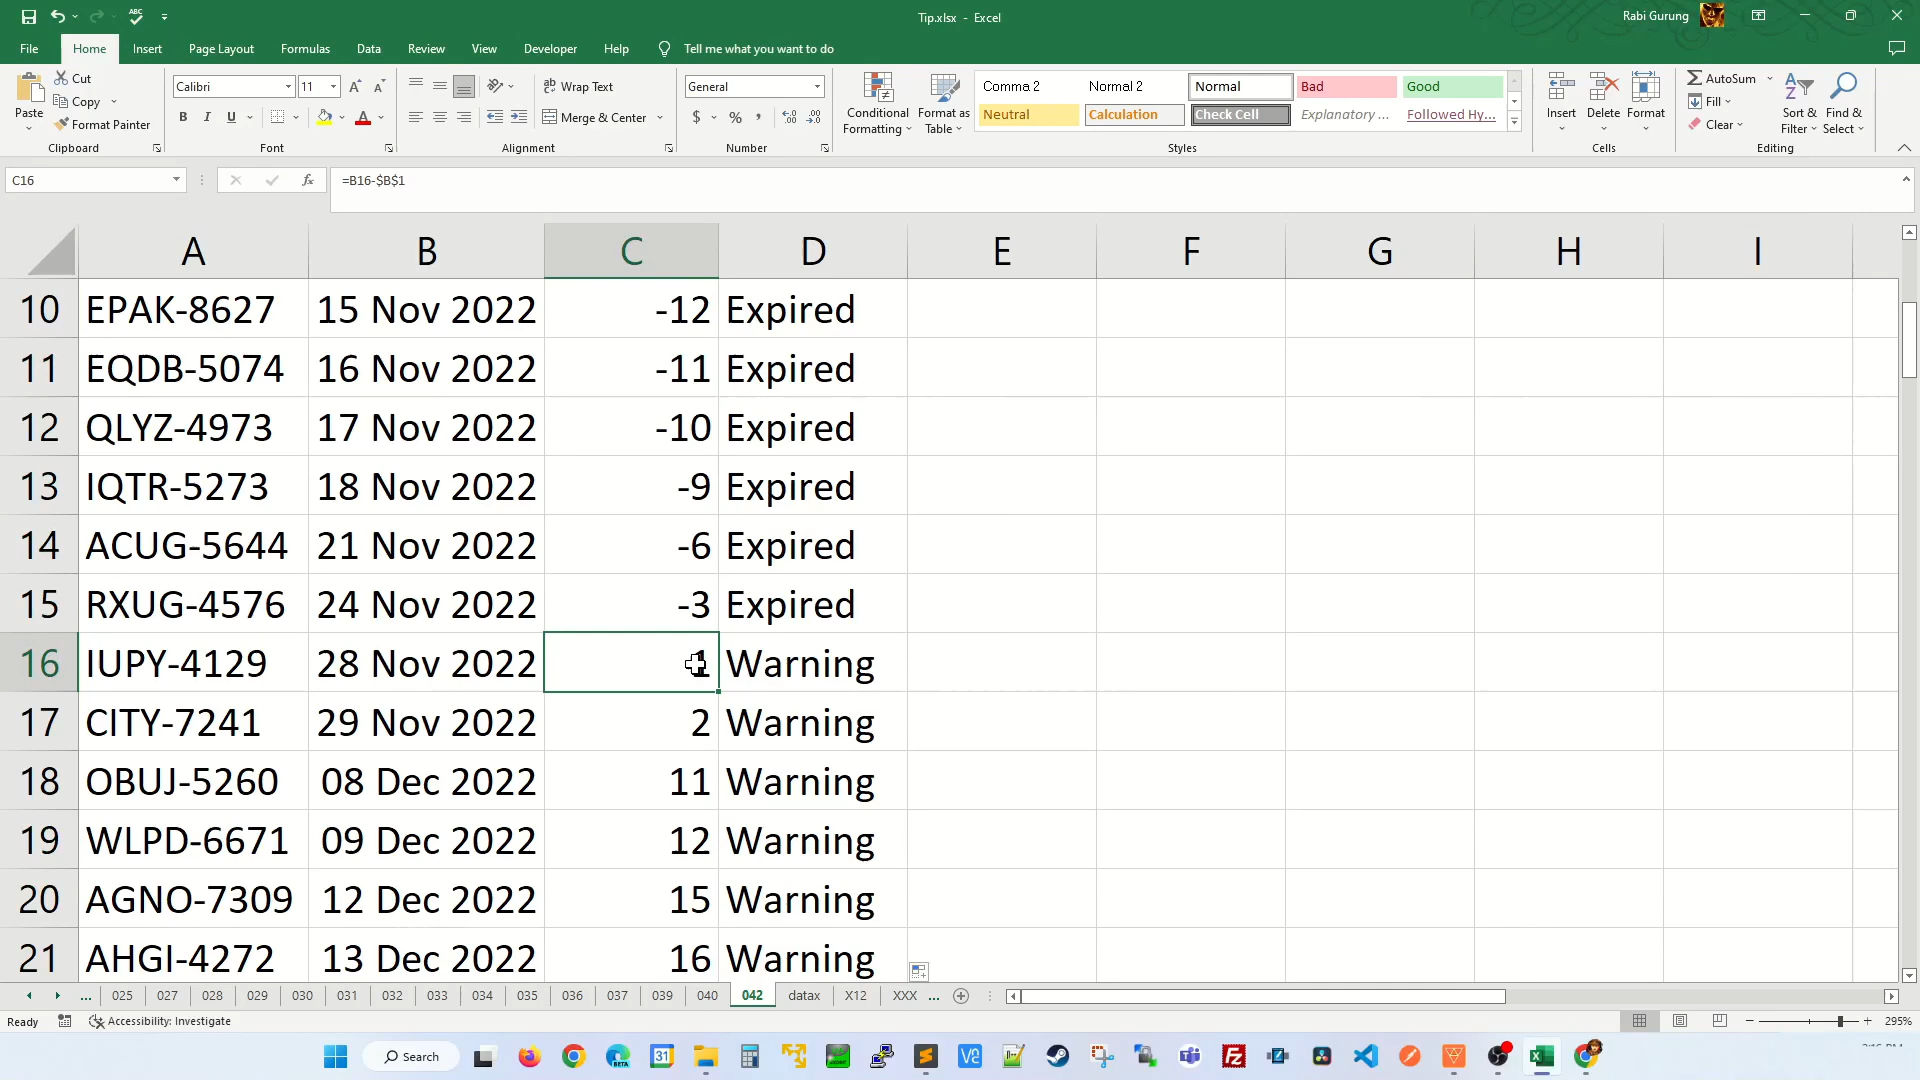 Tip.xlsx - Excel
Rabi Gurung
File Home Insert Page Layout Formulas Data Review View Developer Help Tell me what you want to do
Paste
Cut
Copy
Format Painter
Clipboard
Calibri 11
B I U
Font
Wrap Text
Merge & Center
Alignment
General
$ % ,
Number
Conditional Formatting
Format as Table
Comma 2 Normal 2 Normal Bad Good
Neutral Calculation Check Cell Explanatory ... Followed Hy...
Styles
Insert Delete Format
Cells
AutoSum
Fill
Clear
Sort & Filter
Find & Select
Editing
C16 fx =B16-$B$1
A B C D E F G H I
10 EPAK-8627 15 Nov 2022 -12 Expired
11 EQDB-5074 16 Nov 2022 -11 Expired
12 QLYZ-4973 17 Nov 2022 -10 Expired
13 IQTR-5273 18 Nov 2022 -9 Expired
14 ACUG-5644 21 Nov 2022 -6 Expired
15 RXUG-4576 24 Nov 2022 -3 Expired
16 IUPY-4129 28 Nov 2022 1 Warning
17 CITY-7241 29 Nov 2022 2 Warning
18 OBUJ-5260 08 Dec 2022 11 Warning
19 WLPD-6671 09 Dec 2022 12 Warning
20 AGNO-7309 12 Dec 2022 15 Warning
21 AHGI-4272 13 Dec 2022 16 Warning
... 025 027 028 029 030 031 032 033 034 035 036 037 039 040 042 datax X12 XXX ...
Ready Accessibility: Investigate 295%
Search